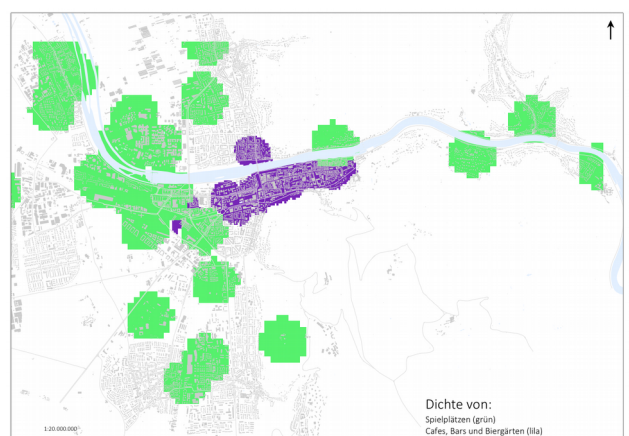 Dichte von:
Spielplätzen (grün)
Cafes, Bars und Biergärten (lila)
1:20.000.000